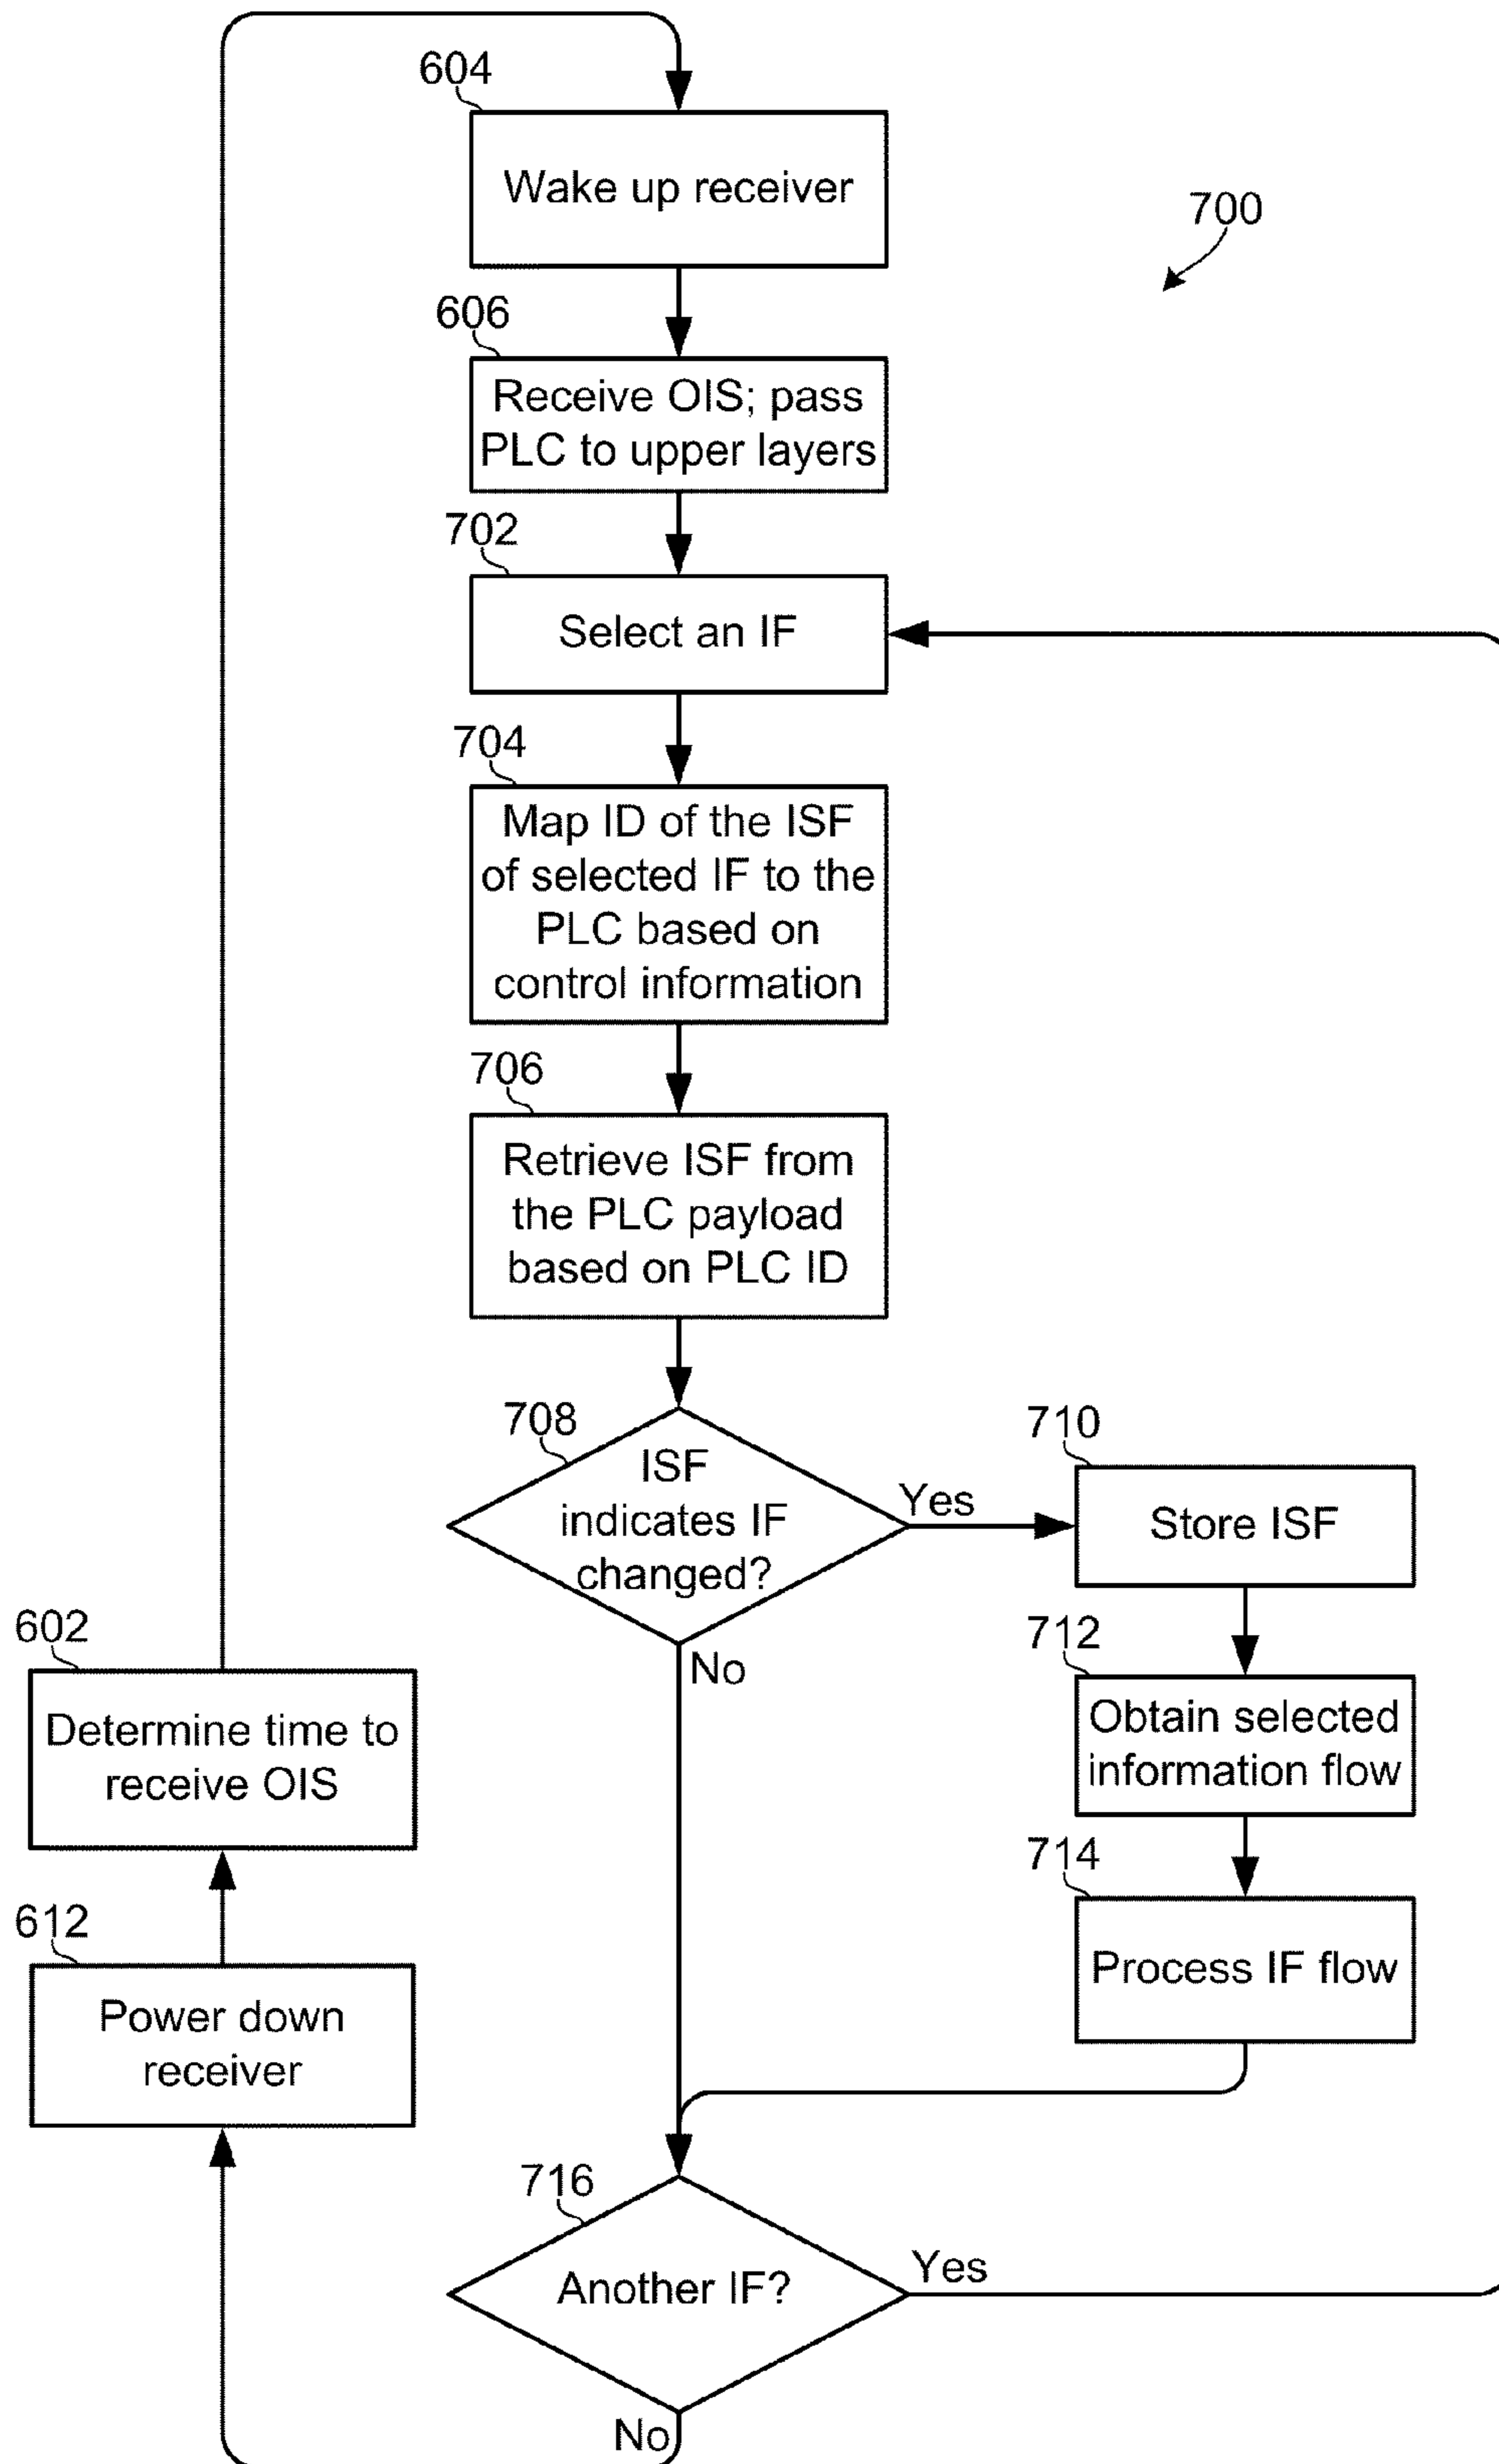 604
Wake up receiver
700
606
Receive OIS; pass
PLC to upper layers
702
Select an IF
704
Map ID of the ISF
of selected IF to the
PLC based on
control information
706
Retrieve ISF from
the PLC payload
based on PLC ID
708
ISF
indicates IF
changed?
Yes
No
710
Store ISF
712
Obtain selected
information flow
714
Process IF flow
602
Determine time to
receive OIS
612
Power down
receiver
716
Another IF?
Yes
No